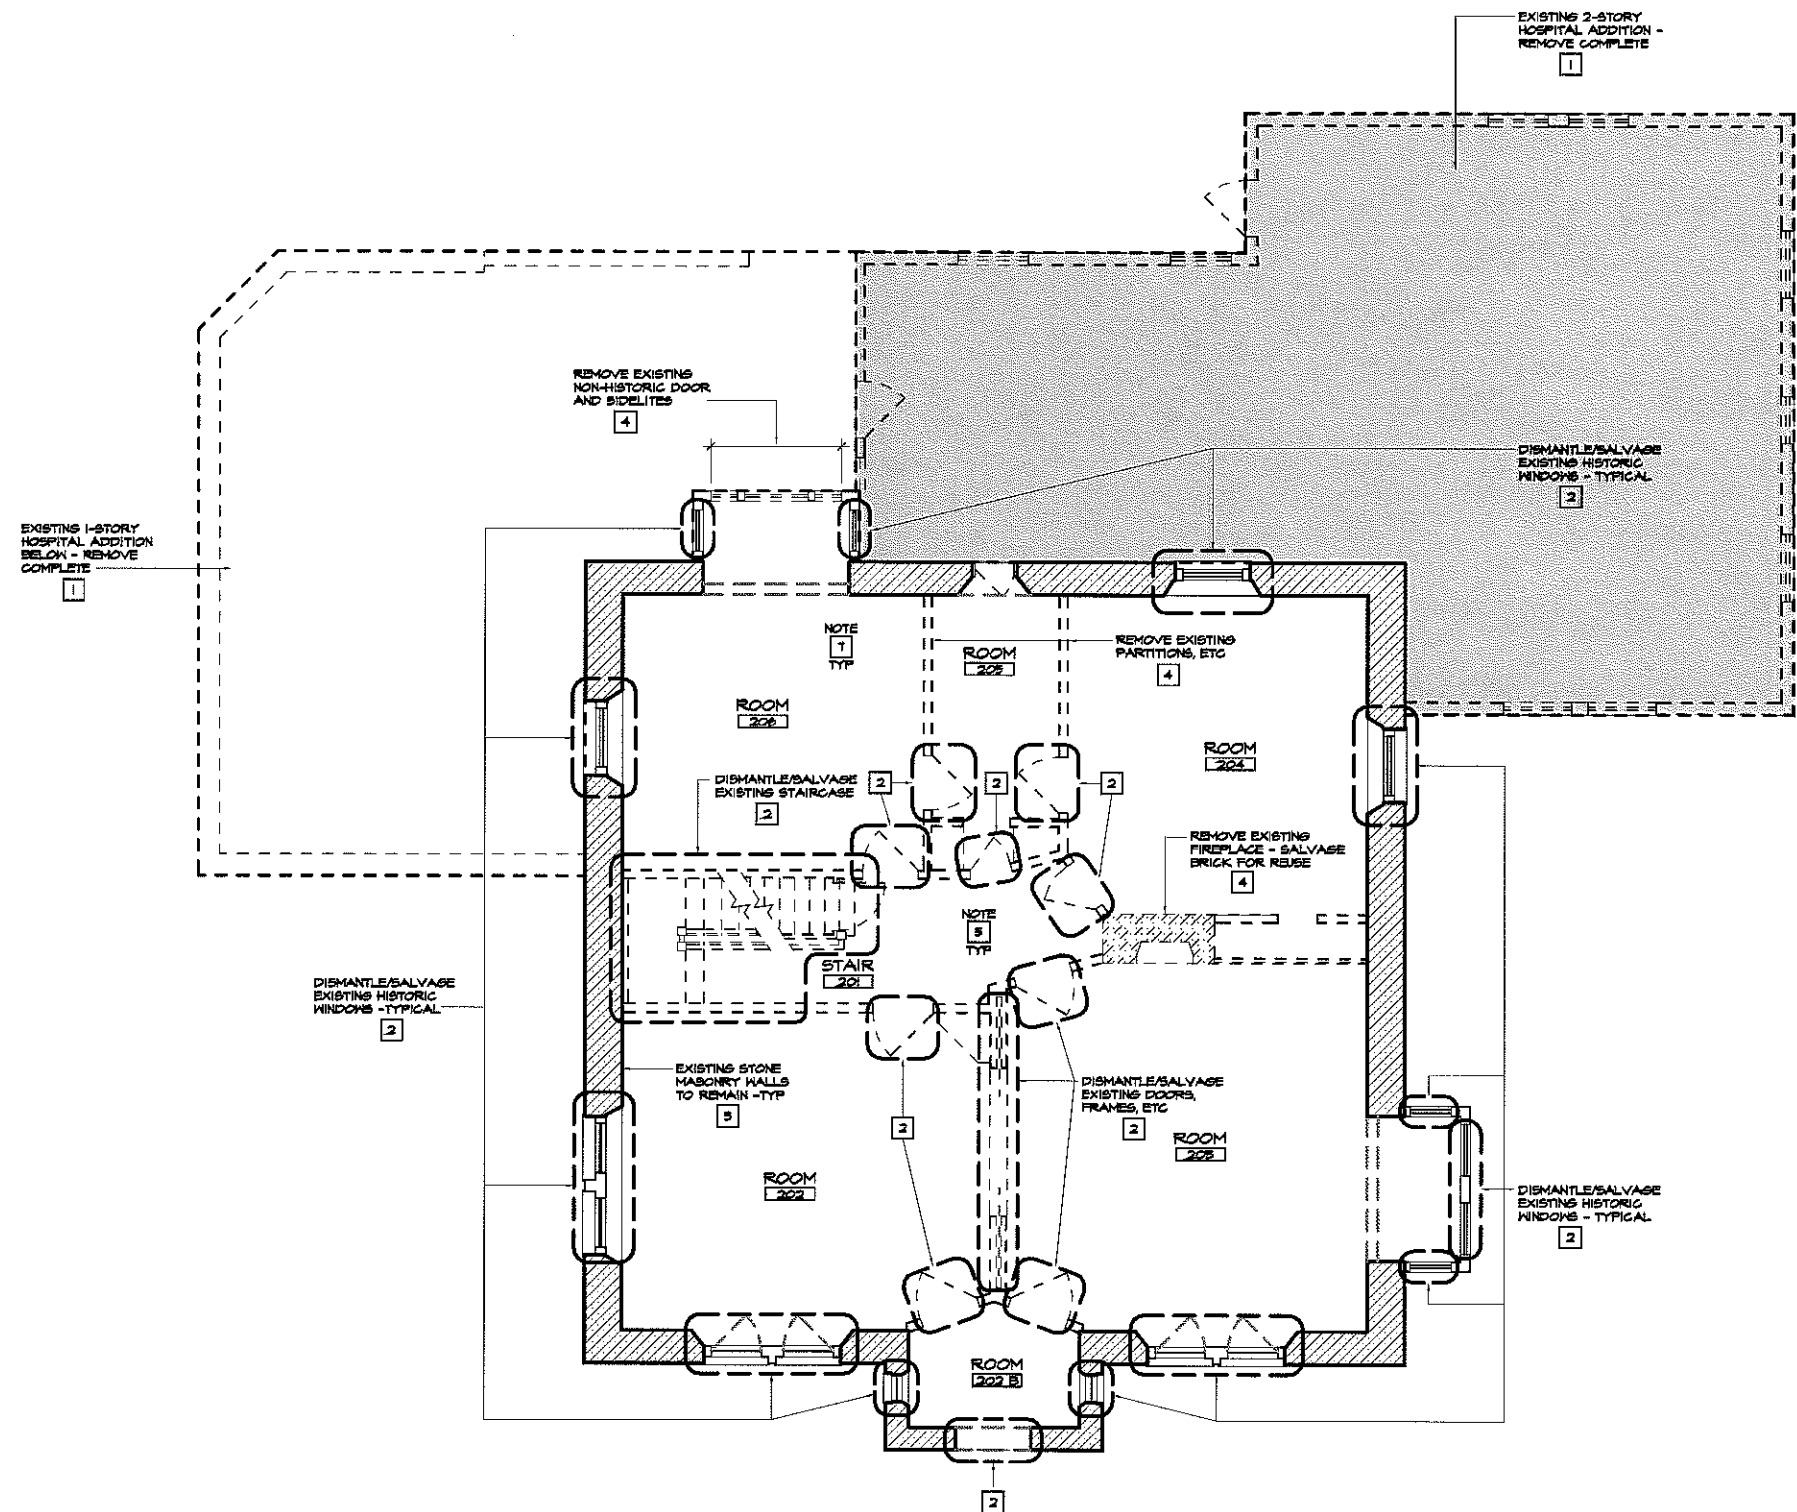 EXISTING 2-STORY
HOSPITAL ADDITION -
REMOVE COMPLETE
1
REMOVE EXISTING
NON-HISTORIC DOOR
AND SIDELITES
4
DISMANTLE/SALVAGE
EXISTING HISTORIC
WINDOWS - TYPICAL
2
EXISTING 1-STORY
HOSPITAL ADDITION
BELOW - REMOVE
COMPLETE
1
NOTE
TYP
REMOVE EXISTING
PARTITIONS, ETC
4
ROOM
205
ROOM
206
ROOM
204
DISMANTLE/SALVAGE
EXISTING STAIRCASE
2
2
2
2
REMOVE EXISTING
FIREPLACE - SALVAGE
BRICK FOR REUSE
4
NOTE
TYP
STAIR
201
DISMANTLE/SALVAGE
EXISTING HISTORIC
WINDOWS -TYPICAL
2
EXISTING STONE
MASONRY WALLS
TO REMAIN -TYP
DISMANTLE/SALVAGE
EXISTING DOORS,
FRAMES, ETC
2
2
ROOM
ROOM
202
DISMANTLE/SALVAGE
EXISTING HISTORIC
WINDOWS - TYPICAL
2
ROOM
202 B
2